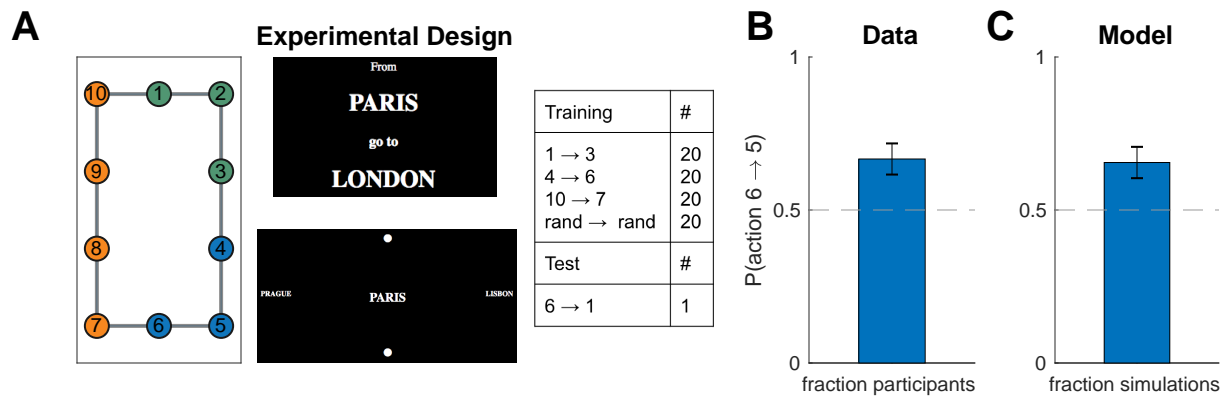 A
Experimental Design
10
1
2
9
3
8
4
7
6
5
From
PARIS
go to
LONDON
PRAGUE
PARIS
LISBON
Training #
1 → 3 20
4 → 6 20
10 → 7 20
rand → rand 20
Test #
6 → 1 1
B
Data
P(action 6 → 5)
1
0.5
0
fraction participants
C
Model
1
0.5
0
fraction simulations